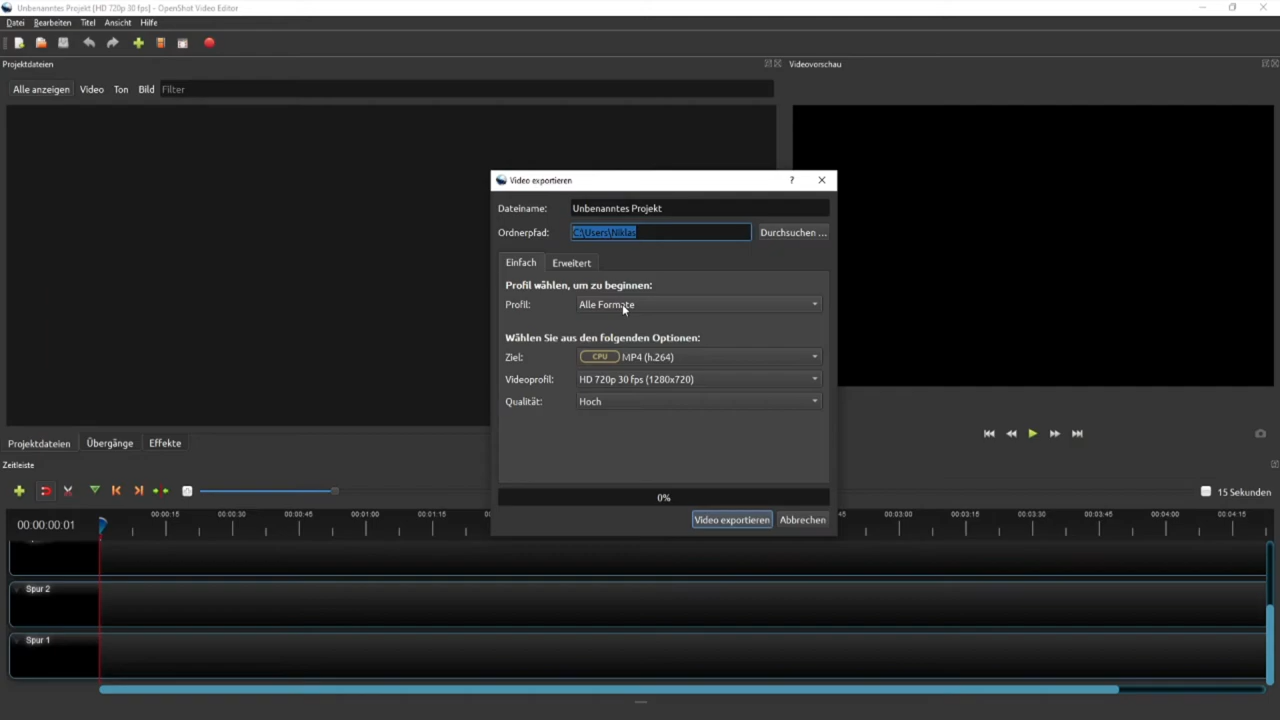 Unbenanntes Projekt [HD 720p 30 fps] - OpenShot Video Editor
Datei Bearbeiten Titel Ansicht Hilfe
Projektdateien
Videovorschau
Alle anzeigen Video Ton Bild Filter
Video exportieren ?
Dateiname: Unbenanntes Projekt
Ordnerpfad: C:\Users\Niklas Durchsuchen ...
Einfach Erweitert
Profil wählen, um zu beginnen:
Profil: Alle Formate
Wählen Sie aus den folgenden Optionen:
Ziel: CPU MP4 (h.264)
Videoprofil: HD 720p 30 fps (1280x720)
Qualität: Hoch
0%
Video exportieren Abbrechen
Projektdateien Übergänge Effekte
Zeitleiste
15 Sekunden
00:00:00:01
00:00:15 00:00:30 00:00:45 00:01:00 00:01:15 00:03:00 00:03:15 00:03:30 00:03:45 00:04:00 00:04:15
Spur 2
Spur 1